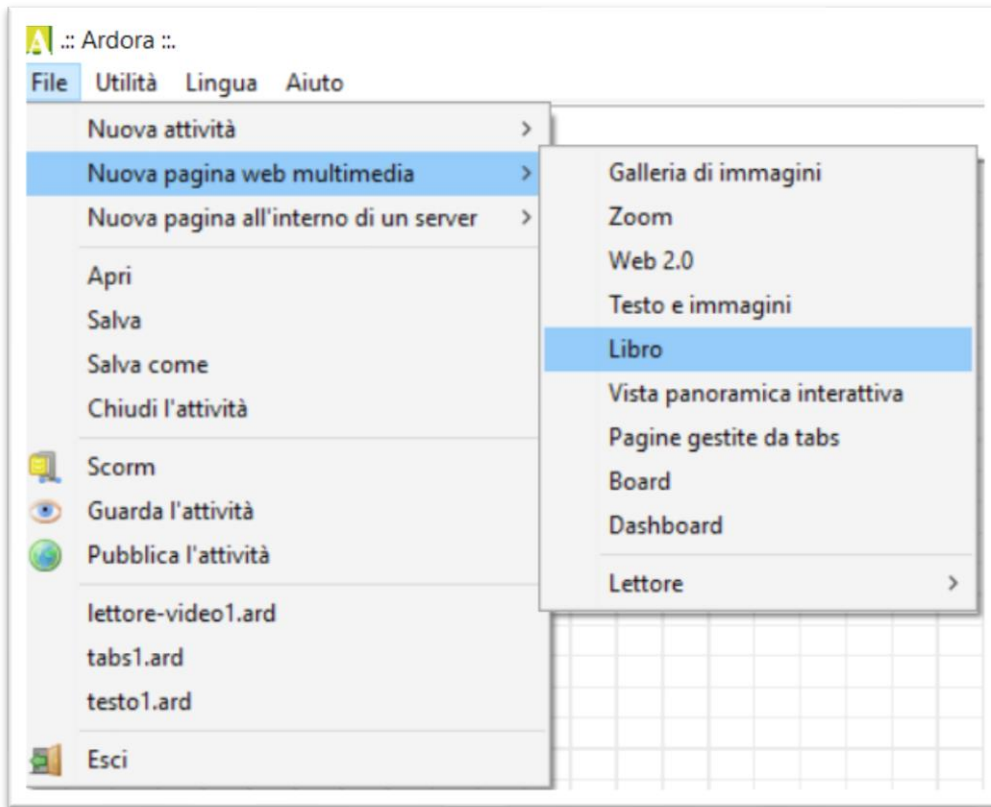 .:: Ardora ::.
File Utilità Lingua Aiuto
Nuova attività
Nuova pagina web multimedia
Nuova pagina all'interno di un server
Apri
Salva
Salva come
Chiudi l'attività
Scorm
Guarda l'attività
Pubblica l'attività
lettore-video1.ard
tabs1.ard
testo1.ard
Esci
Galleria di immagini
Zoom
Web 2.0
Testo e immagini
Libro
Vista panoramica interattiva
Pagine gestite da tabs
Board
Dashboard
Lettore